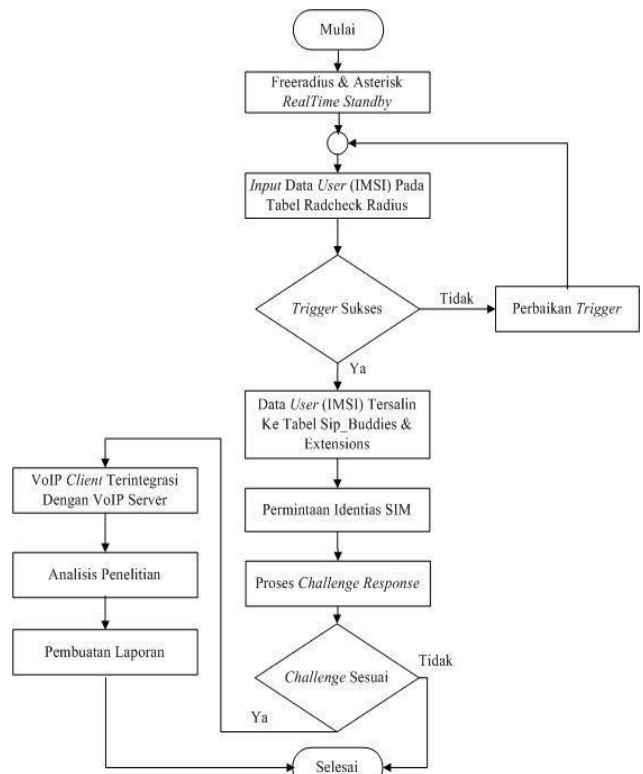 Mulai
Freeradius & Asterisk
RealTime Standby
Input Data User (IMSI) Pada
Tabel Radcheck Radius
Trigger Sukses
Tidak
Perbaikan Trigger
Ya
Data User (IMSI) Tersalin
Ke Tabel Sip_Buddies &
Extensions
Permintaan Identias SIM
Proses Challenge Response
Challenge Sesuai
Tidak
Ya
VoIP Client Terintegrasi
Dengan VoIP Server
Analisis Penelitian
Pembuatan Laporan
Selesai